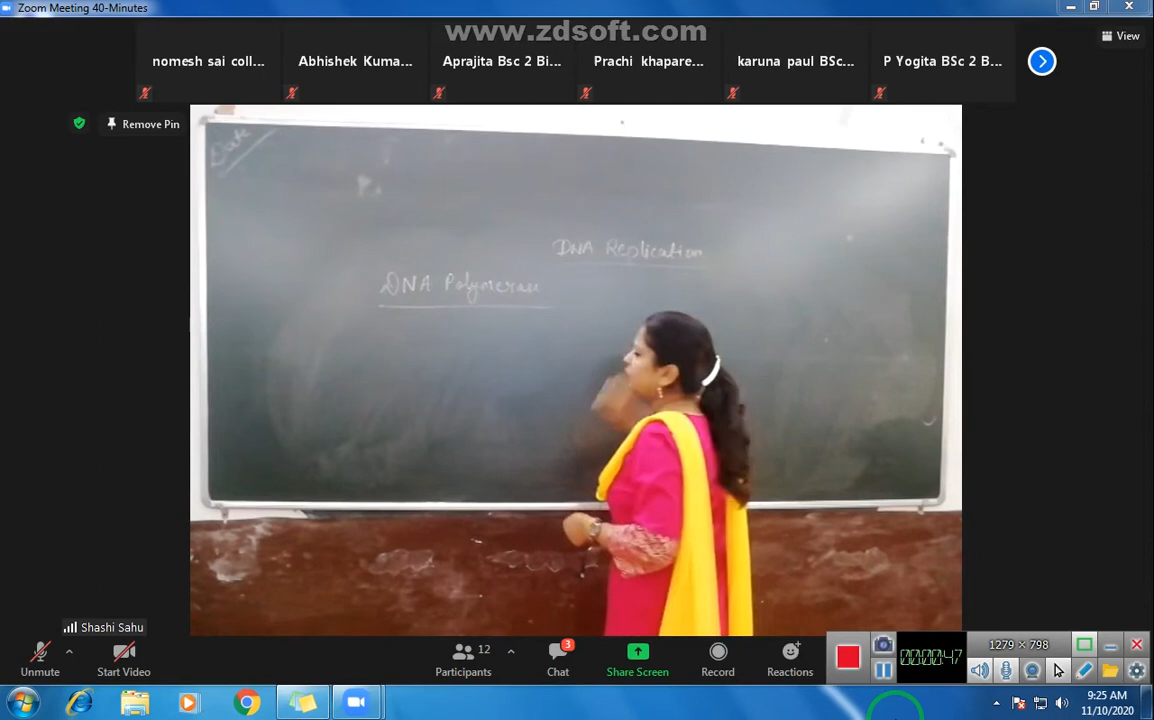 Zoom Meeting 40-Minutes
www.zdsoft.com
View
nomesh sai coll...
Abhishek Kuma...
Aprajita Bsc 2 Bi...
Prachi khapare...
karuna paul BSc...
P Yogita BSc 2 B...
Remove Pin
Date
DNA Replication
DNA Polymerase
Shashi Sahu
Unmute
Start Video
12
Participants
3
Chat
Share Screen
Record
Reactions
1279 × 798
00:00:47
9:25 AM
11/10/2020